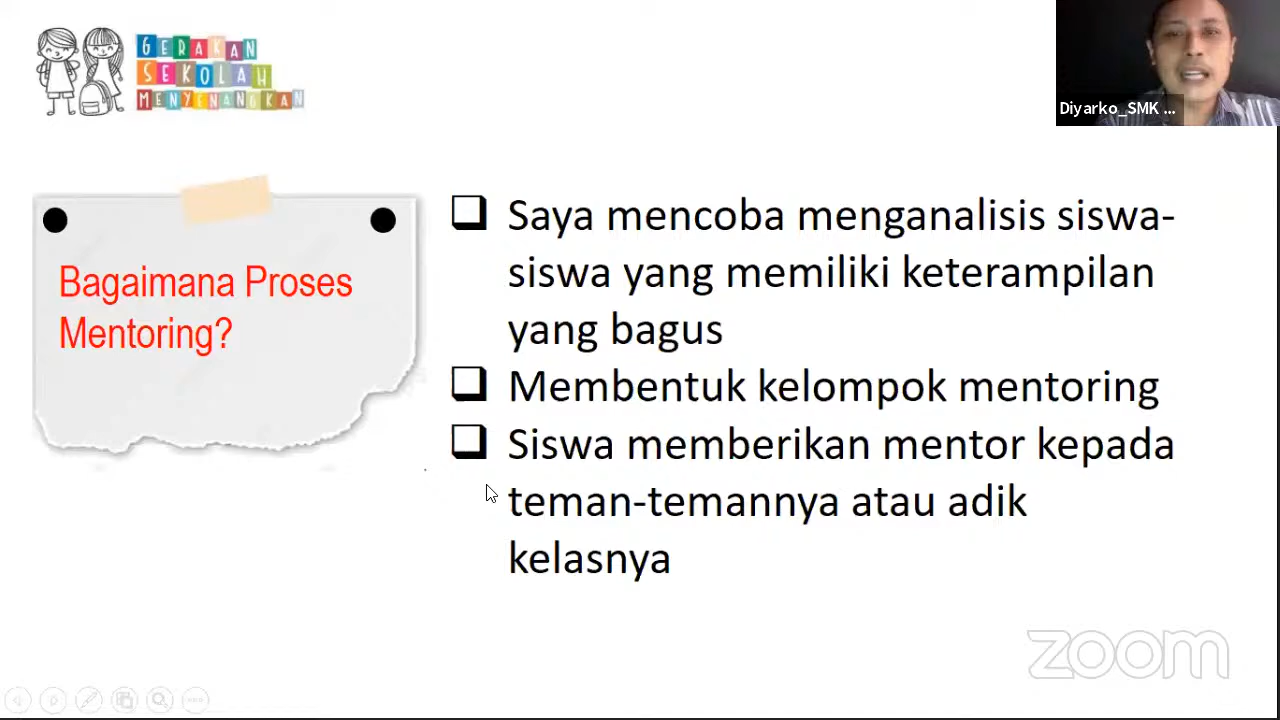 GERAKAN
SEKOLAH
MENYENANGKAN
Diyarko_SMK ...
Bagaimana Proses
Mentoring?
❑ Saya mencoba menganalisis siswa-
siswa yang memiliki keterampilan
yang bagus
❑ Membentuk kelompok mentoring
❑ Siswa memberikan mentor kepada
teman-temannya atau adik
kelasnya
zoom